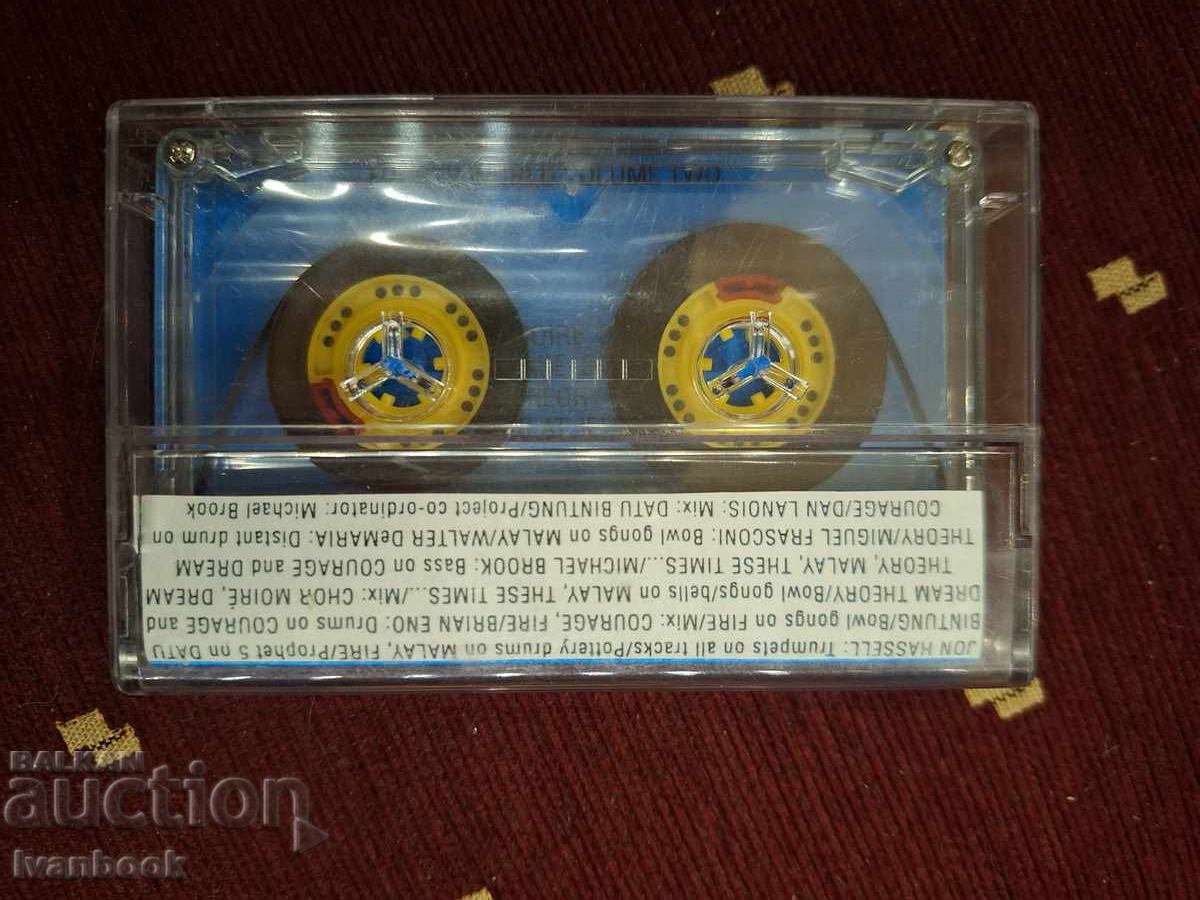 VOLUME TWO
JON HASSELL: Trumpets on all tracks/Pottery drums on MALAY, FIRE/Prophet 5 on DATU
BINTUNG/Bowl gongs on FIRE/Mix: COURAGE, FIRE/BRIAN ENO: Drums on COURAGE and
DREAM THEORY/Bowl gongs/bells on MALAY, THESE TIMES.../Mix: CHOR MOIRÉ, DREAM
THEORY, MALAY, THESE TIMES.../MICHAEL BROOK: Bass on COURAGE and DREAM
THEORY/MIGUEL FRASCONI: Bowl gongs on MALAY/WALTER DeMARIA: Distant drum on
COURAGE/DAN LANOIS: Mix: DATU BINTUNG/Project co-ordinator: Michael Brook
BALKAN
auction
Ivanbook